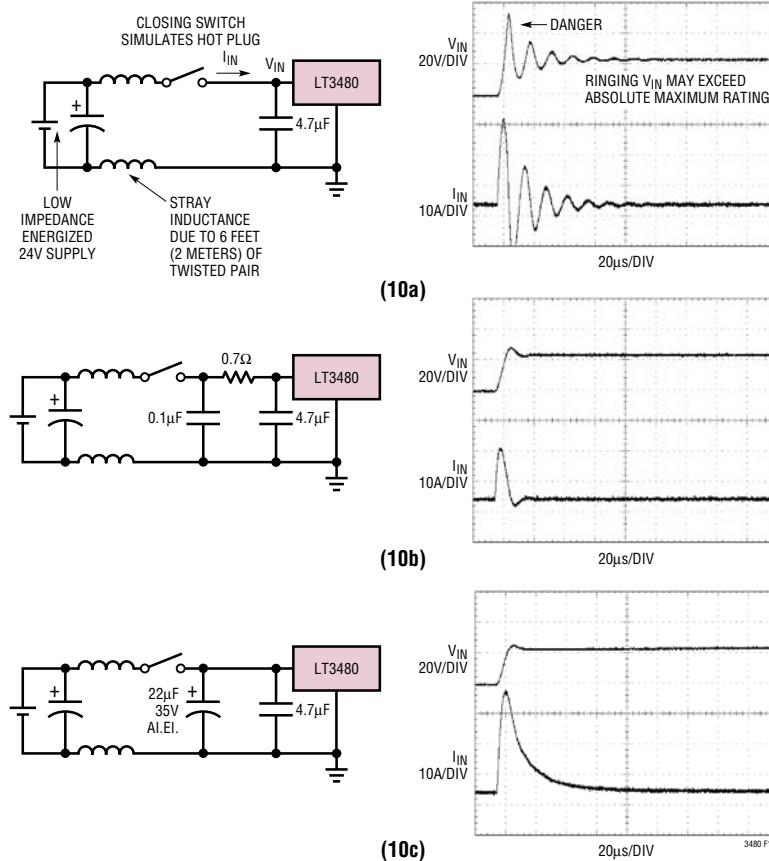 CLOSING SWITCH
SIMULATES HOT PLUG
I_IN
V_IN
LT3480
4.7µF
+
LOW
IMPEDANCE
ENERGIZED
24V SUPPLY
STRAY
INDUCTANCE
DUE TO 6 FEET
(2 METERS) OF
TWISTED PAIR
V_IN
20V/DIV
DANGER
RINGING V_IN MAY EXCEED
ABSOLUTE MAXIMUM RATING
I_IN
10A/DIV
20µs/DIV
(10a)
0.7Ω
LT3480
+
0.1µF
4.7µF
V_IN
20V/DIV
I_IN
10A/DIV
20µs/DIV
(10b)
LT3480
+
22µF
35V
AI.EI.
+
4.7µF
V_IN
20V/DIV
I_IN
10A/DIV
20µs/DIV
(10c)